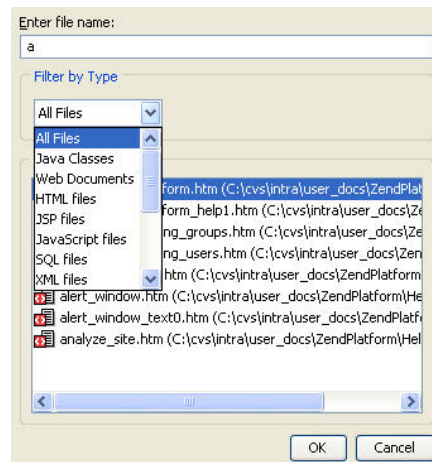 Enter file name:
a
Filter by Type
All Files
All Files
Java Classes
Web Documents
HTML files
JSP files
JavaScript files
SQL files
XML files
form.htm (C:\cvs\intra\user_docs\ZendPlat
form_help1.htm (C:\cvs\intra\user_docs\Ze
ng_groups.htm (C:\cvs\intra\user_docs\Ze
ng_users.htm (C:\cvs\intra\user_docs\Zen
htm (C:\cvs\intra\user_docs\ZendPlatform
alert_window.htm (C:\cvs\intra\user_docs\ZendPlatform\He
alert_window_text0.htm (C:\cvs\intra\user_docs\ZendPlatf
analyze_site.htm (C:\cvs\intra\user_docs\ZendPlatform\Hel
OK
Cancel